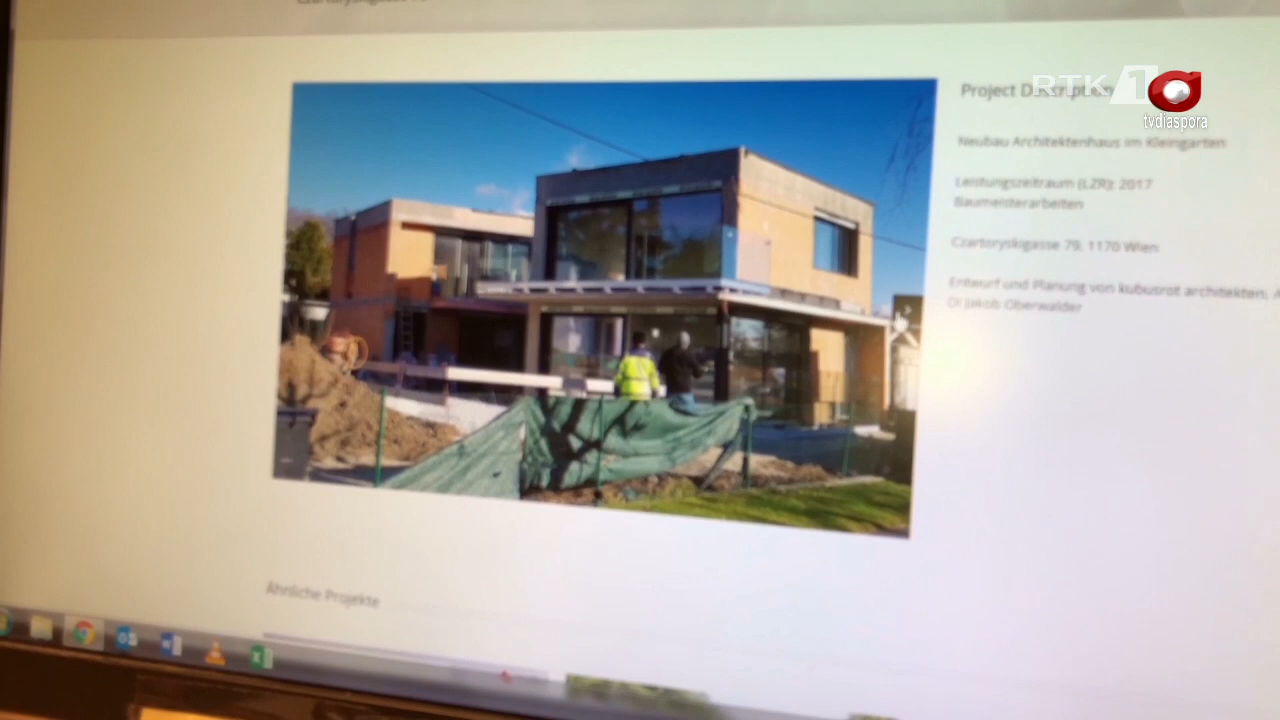 RTK 1
tvdiaspora
Project Description
Neubau Architektenhaus im Kleingarten
Leistungszeitraum (LZR): 2017
Baumeisterarbeiten
Czartoryskigasse 79, 1170 Wien
Entwurf und Planung von kubusrot architekten,
DI Jakob Oberwalder
Ähnliche Projekte